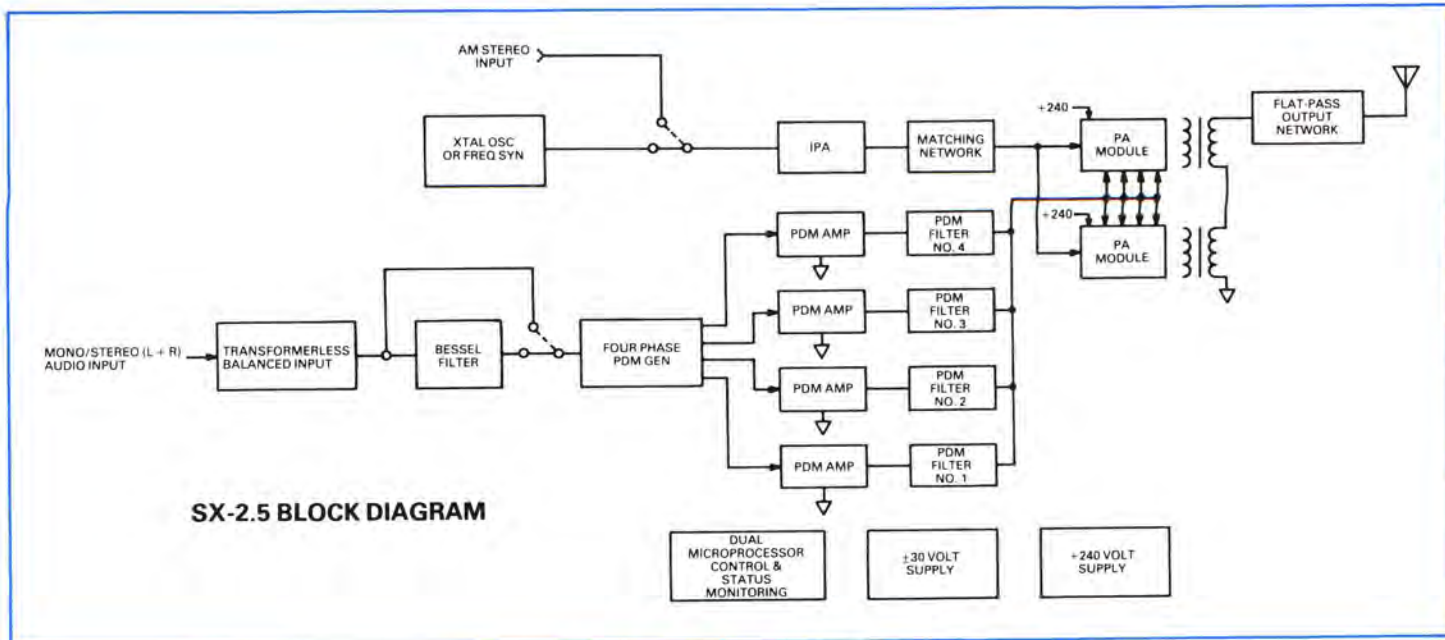 AM STEREO
INPUT
XTAL OSC
OR FREQ SYN
IPA
MATCHING
NETWORK
+240
PA
MODULE
FLAT-PASS
OUTPUT
NETWORK
+240
PA
MODULE
PDM AMP
PDM
FILTER
NO. 4
MONO/STEREO (L + R)
AUDIO INPUT
TRANSFORMERLESS
BALANCED INPUT
BESSEL
FILTER
FOUR PHASE
PDM GEN
PDM AMP
PDM
FILTER
NO. 3
PDM AMP
PDM
FILTER
NO. 2
PDM AMP
PDM
FILTER
NO. 1
SX-2.5 BLOCK DIAGRAM
DUAL
MICROPROCESSOR
CONTROL &
STATUS
MONITORING
±30 VOLT
SUPPLY
+240 VOLT
SUPPLY